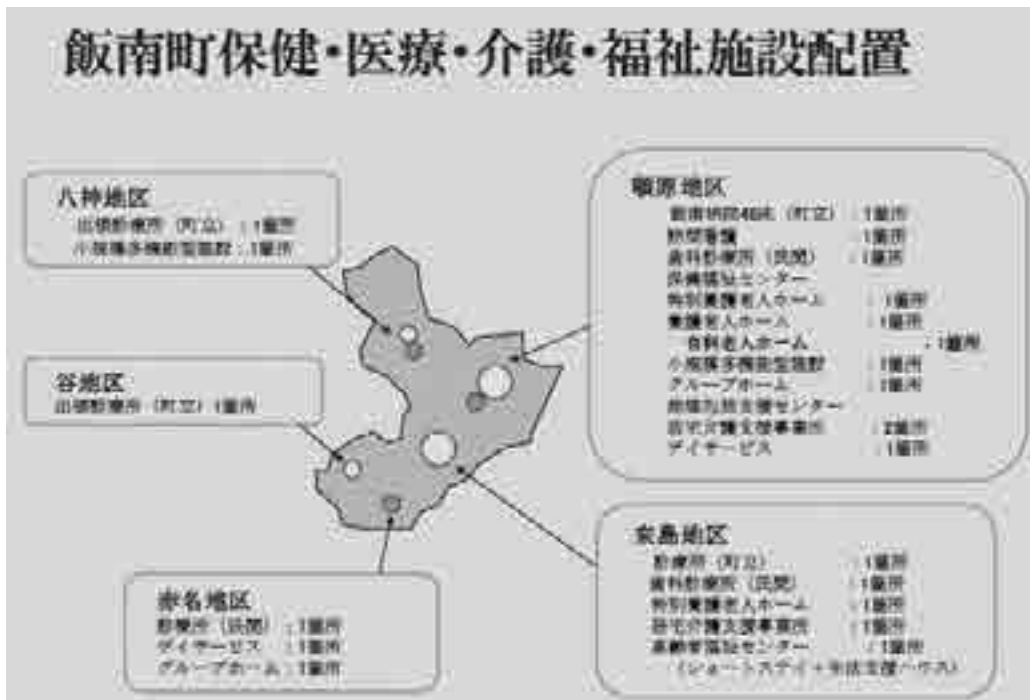 飯南町保健・医療・介護・福祉施設配置
八神地区
出張診療所（町立）：1箇所
小規模多機能型施設：1箇所
谷地区
出張診療所（町立）1箇所
赤名地区
診療所（民間）：1箇所
デイサービス：1箇所
グループホーム：1箇所
頓原地区
飯南病院48床（町立）：1箇所
訪問看護：1箇所
歯科診療所（民間）：1箇所
保健福祉センター
特別養護老人ホーム：1箇所
養護老人ホーム：1箇所
有料老人ホーム：1箇所
小規模多機能型施設：1箇所
グループホーム：1箇所
支援センター
居宅介護支援事業所：2箇所
デイサービス：1箇所
来島地区
診療所（町立）：1箇所
歯科診療所（民間）：1箇所
特別養護老人ホーム：1箇所
居宅介護支援事業所：1箇所
高齢者福祉センター：1箇所
（ショートステイ＋生活支援ハウス）